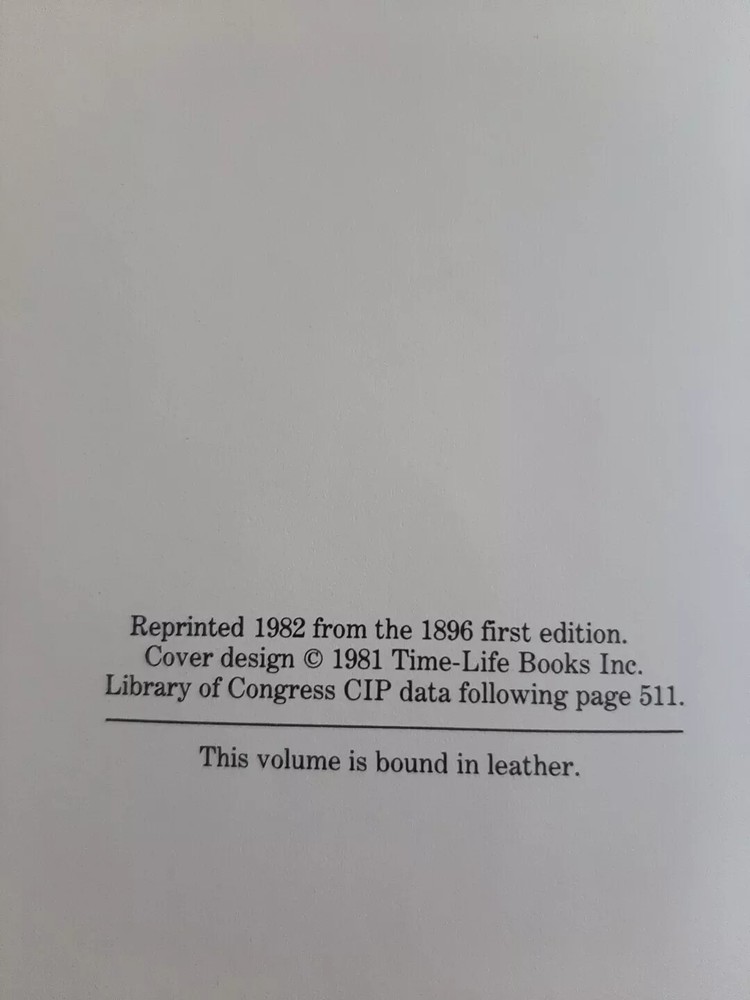 Reprinted 1982 from the 1896 first edition.
Cover design © 1981 Time-Life Books Inc.
Library of Congress CIP data following page 511.
This volume is bound in leather.